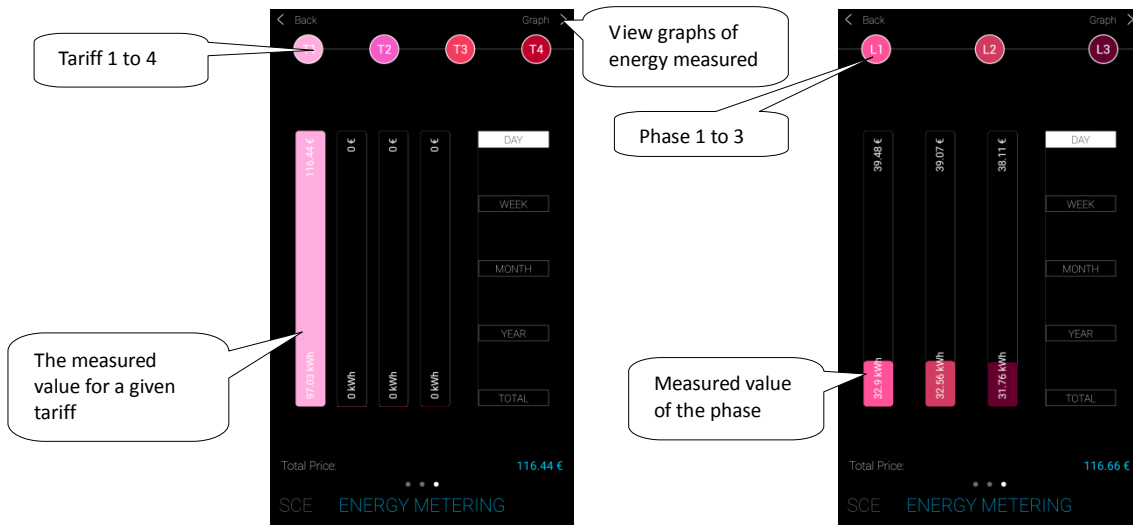 Back
Graph
T1
T2
T3
T4
Tariff 1 to 4
View graphs of
energy measured
116.44 €
0 €
0 €
0 €
97.03 kWh
0 kWh
0 kWh
0 kWh
DAY
WEEK
MONTH
YEAR
TOTAL
The measured
value for a given
tariff
Total Price:
116.44 €
SCE
ENERGY METERING
Back
Graph
L1
L2
L3
Phase 1 to 3
39.48 €
39.07 €
38.11 €
32.9 kWh
32.56 kWh
31.76 kWh
DAY
WEEK
MONTH
YEAR
TOTAL
Measured value
of the phase
Total Price:
116.66 €
SCE
ENERGY METERING